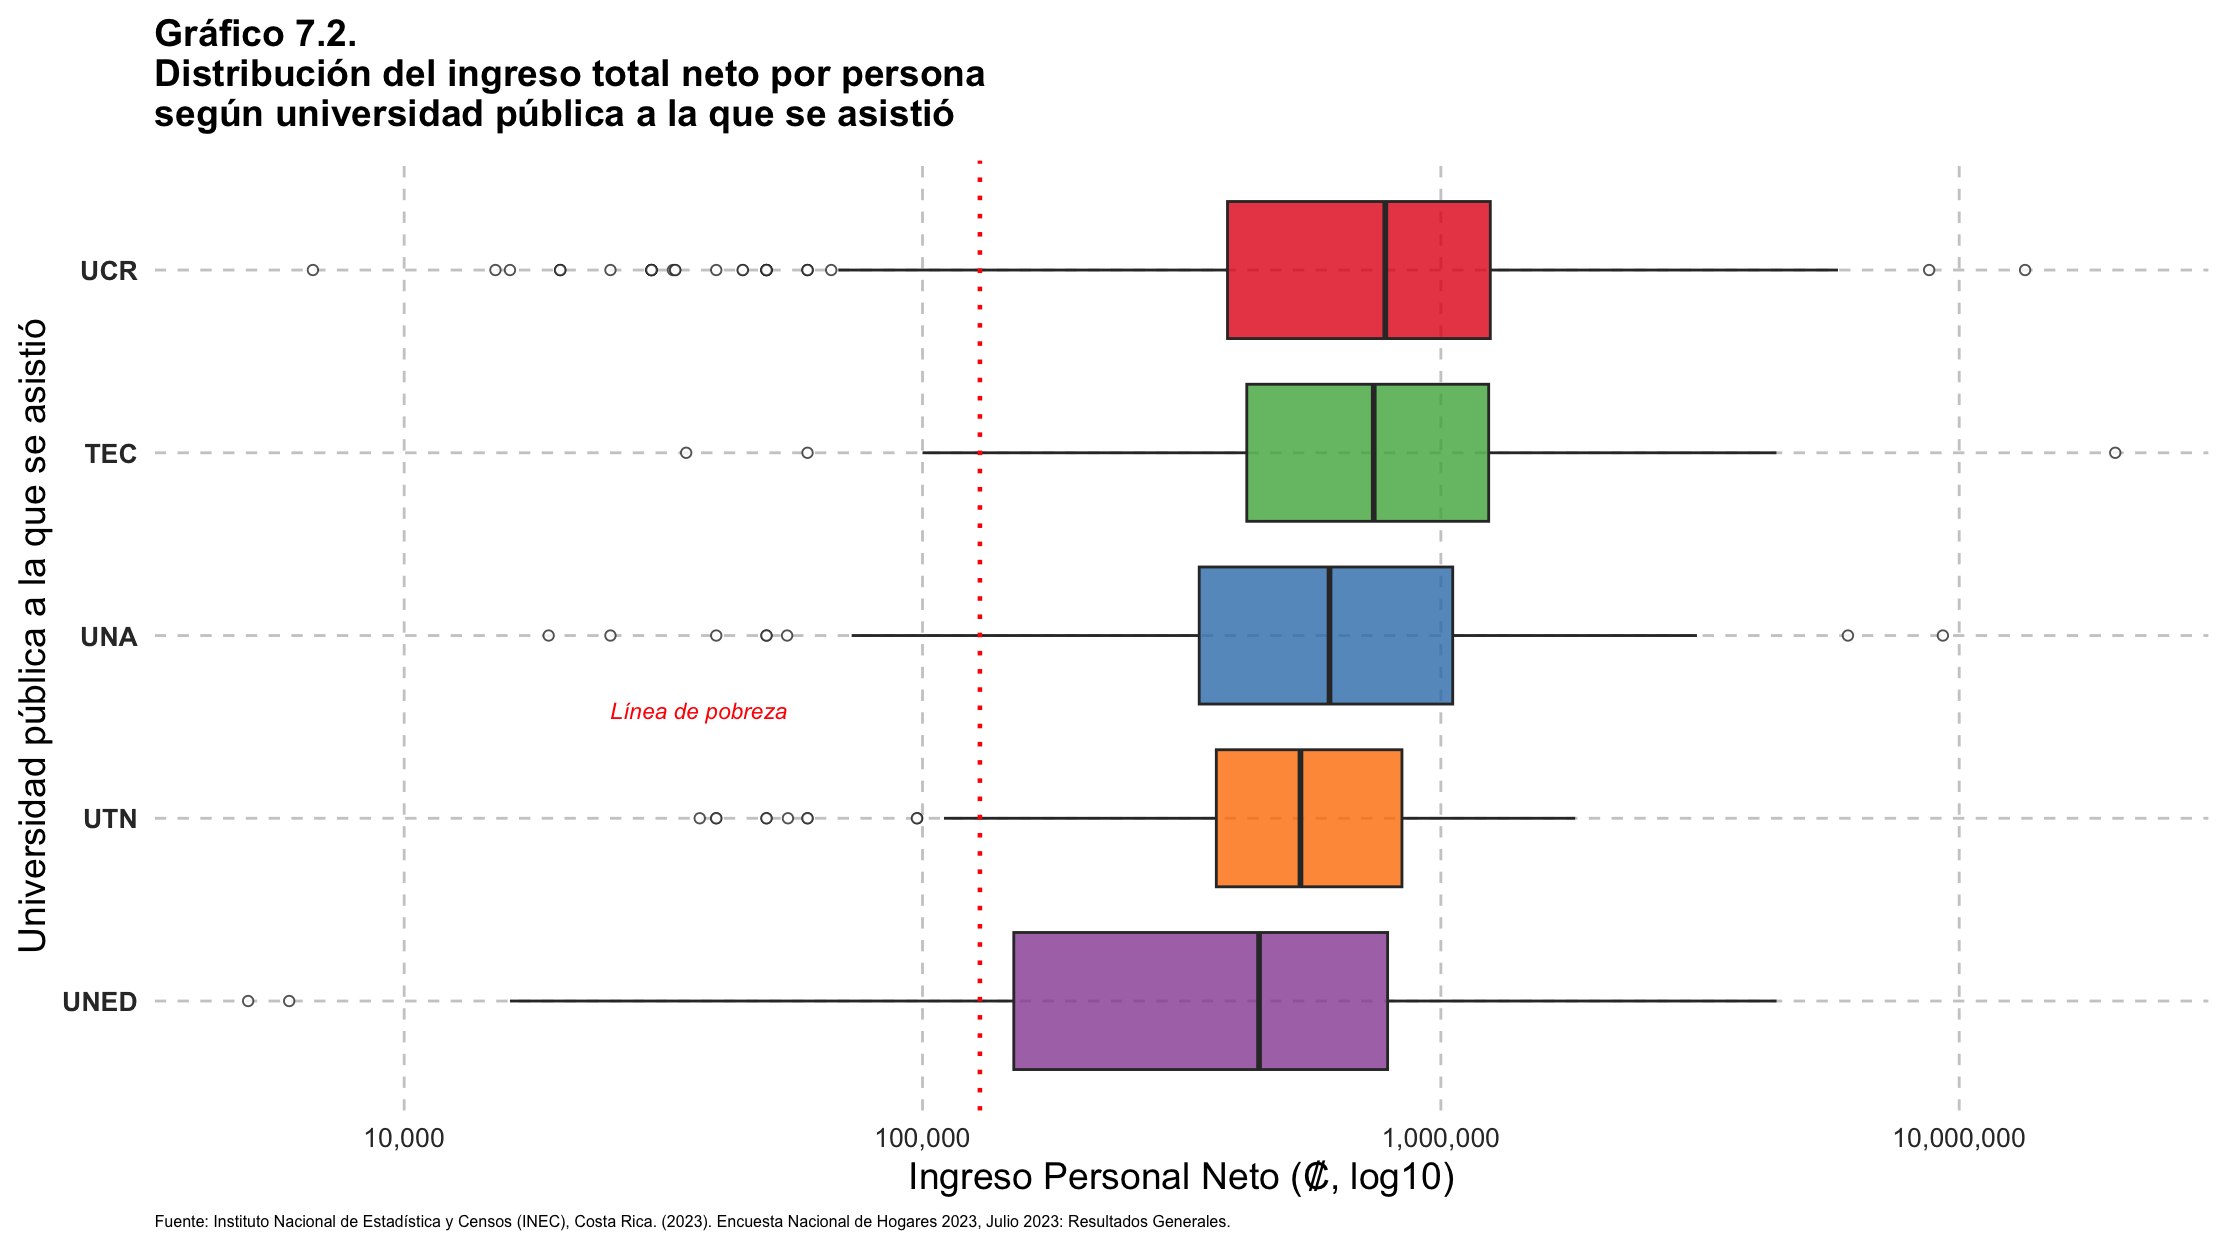 Gráfico 7.2.
Distribución del ingreso total neto por persona
según universidad pública a la que se asistió
Universidad pública a la que se asistió
UCR
TEC
UNA
Línea de pobreza
UTN
UNED
10,000
100,000
1,000,000
10,000,000
Ingreso Personal Neto (₡, log10)
Fuente: Instituto Nacional de Estadística y Censos (INEC), Costa Rica. (2023). Encuesta Nacional de Hogares 2023, Julio 2023: Resultados Generales.